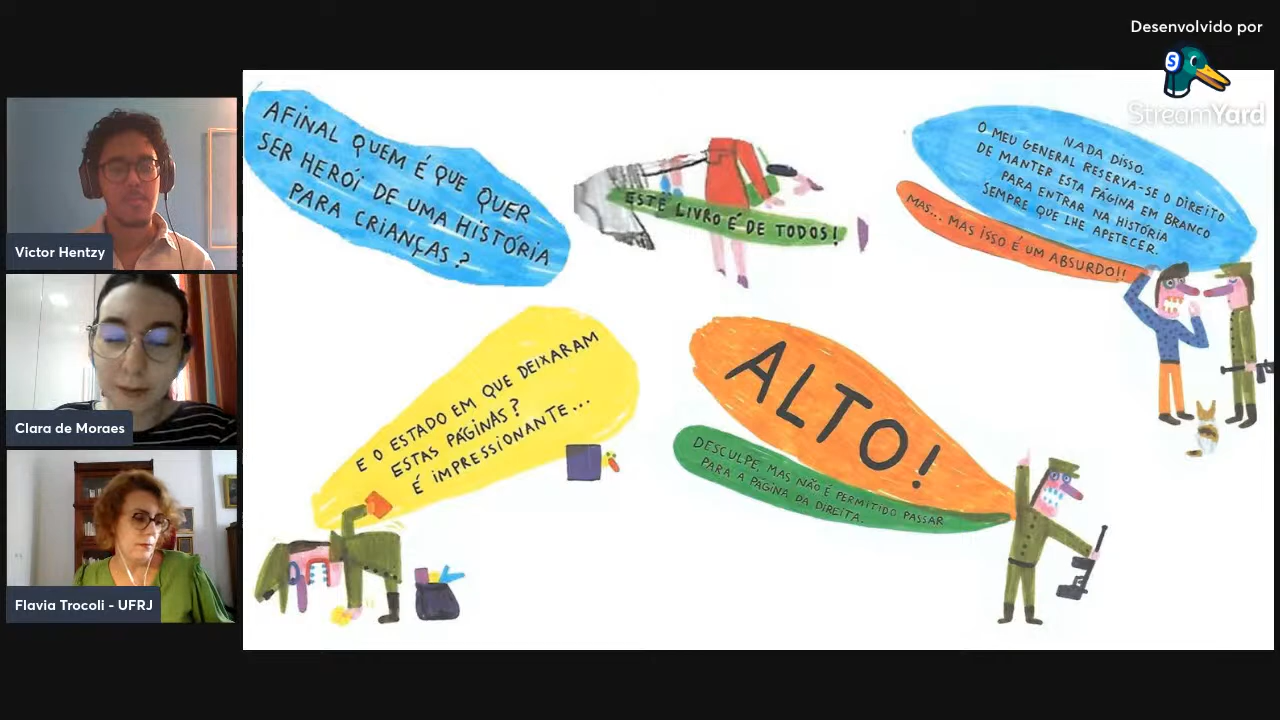 Desenvolvido por
StreamYard
Victor Hentzy
Clara de Moraes
Flavia Trocoli - UFRJ
AFINAL QUEM É QUE QUER
SER HERÓI DE UMA HISTÓRIA
PARA CRIANÇAS?
ESTE LIVRO É DE TODOS!
NADA DISSO.
O MEU GENERAL RESERVA-SE O DIREITO
DE MANTER ESTA PÁGINA EM BRANCO
PARA ENTRAR NA HISTÓRIA
SEMPRE QUE LHE APETECER.
MAS... MAS ISSO É UM ABSURDO!!
E O ESTADO EM QUE DEIXARAM
ESTAS PÁGINAS?
É IMPRESSIONANTE...
ALTO!
DESCULPE, MAS NÃO É PERMITIDO PASSAR
PARA A PÁGINA DA DIREITA.